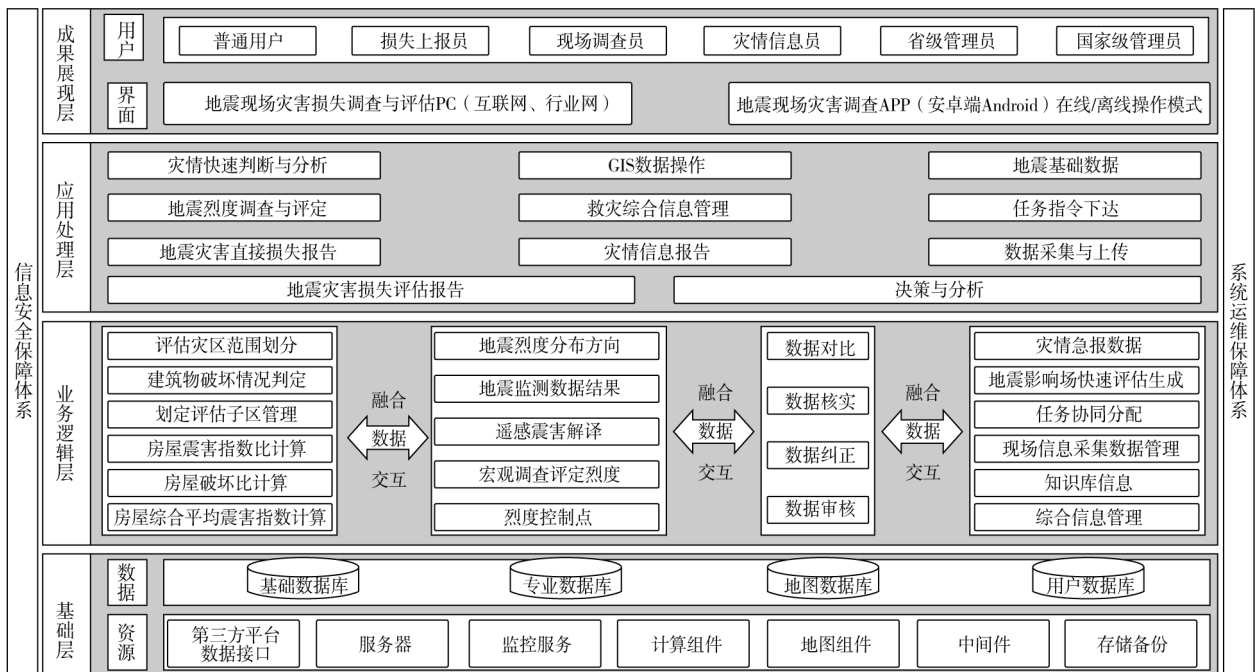 信息安全保障体系
成果展现层
用户
普通用户
损失上报员
现场调查员
灾情信息员
省级管理员
国家级管理员
界面
地震现场灾害损失调查与评估PC（互联网、行业网）
地震现场灾害调查APP（安卓端Android）在线/离线操作模式
应用处理层
灾情快速判断与分析
GIS数据操作
地震基础数据
地震烈度调查与评定
救灾综合信息管理
任务指令下达
地震灾害直接损失报告
灾情信息报告
数据采集与上传
地震灾害损失评估报告
决策与分析
业务逻辑层
评估灾区范围划分
建筑物破坏情况判定
划定评估子区管理
房屋震害指数比计算
房屋破坏比计算
房屋综合平均震害指数计算
融合
数据
交互
地震烈度分布方向
地震监测数据结果
遥感震害解译
宏观调查评定烈度
烈度控制点
融合
数据
交互
数据对比
数据核实
数据纠正
数据审核
融合
数据
交互
灾情急报数据
地震影响场快速评估生成
任务协同分配
现场信息采集数据管理
知识库信息
综合信息管理
基础层
数据
基础数据库
专业数据库
地图数据库
用户数据库
资源
第三方平台
数据接口
服务器
监控服务
计算组件
地图组件
中间件
存储备份
系统运维保障体系